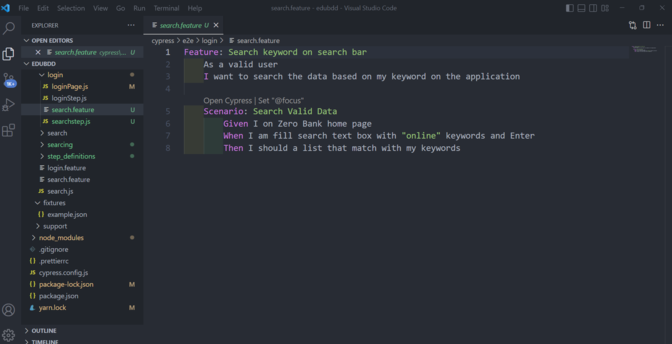 File Edit Selection View Go Run Terminal Help
search.feature - edubdd - Visual Studio Code
EXPLORER
OPEN EDITORS
search.feature cypress\... U
EDUBDD
login
loginPage.js M
loginStep.js
search.feature U
searchstep.js U
search
searcing
step_definitions
login.feature
search.feature
search.js
fixtures
example.json
support
node_modules
.gitignore
.prettierrc
cypress.config.js
package-lock.json M
package.json
yarn.lock M
OUTLINE
TIMELINE
search.feature U
cypress > e2e > login > search.feature
1 Feature: Search keyword on search bar
2 As a valid user
3 I want to search the data based on my keyword on the application
4
Open Cypress | Set "@focus"
5 Scenario: Search Valid Data
6 Given I on Zero Bank home page
7 When I am fill search text box with "online" keywords and Enter
8 Then I should a list that match with my keywords